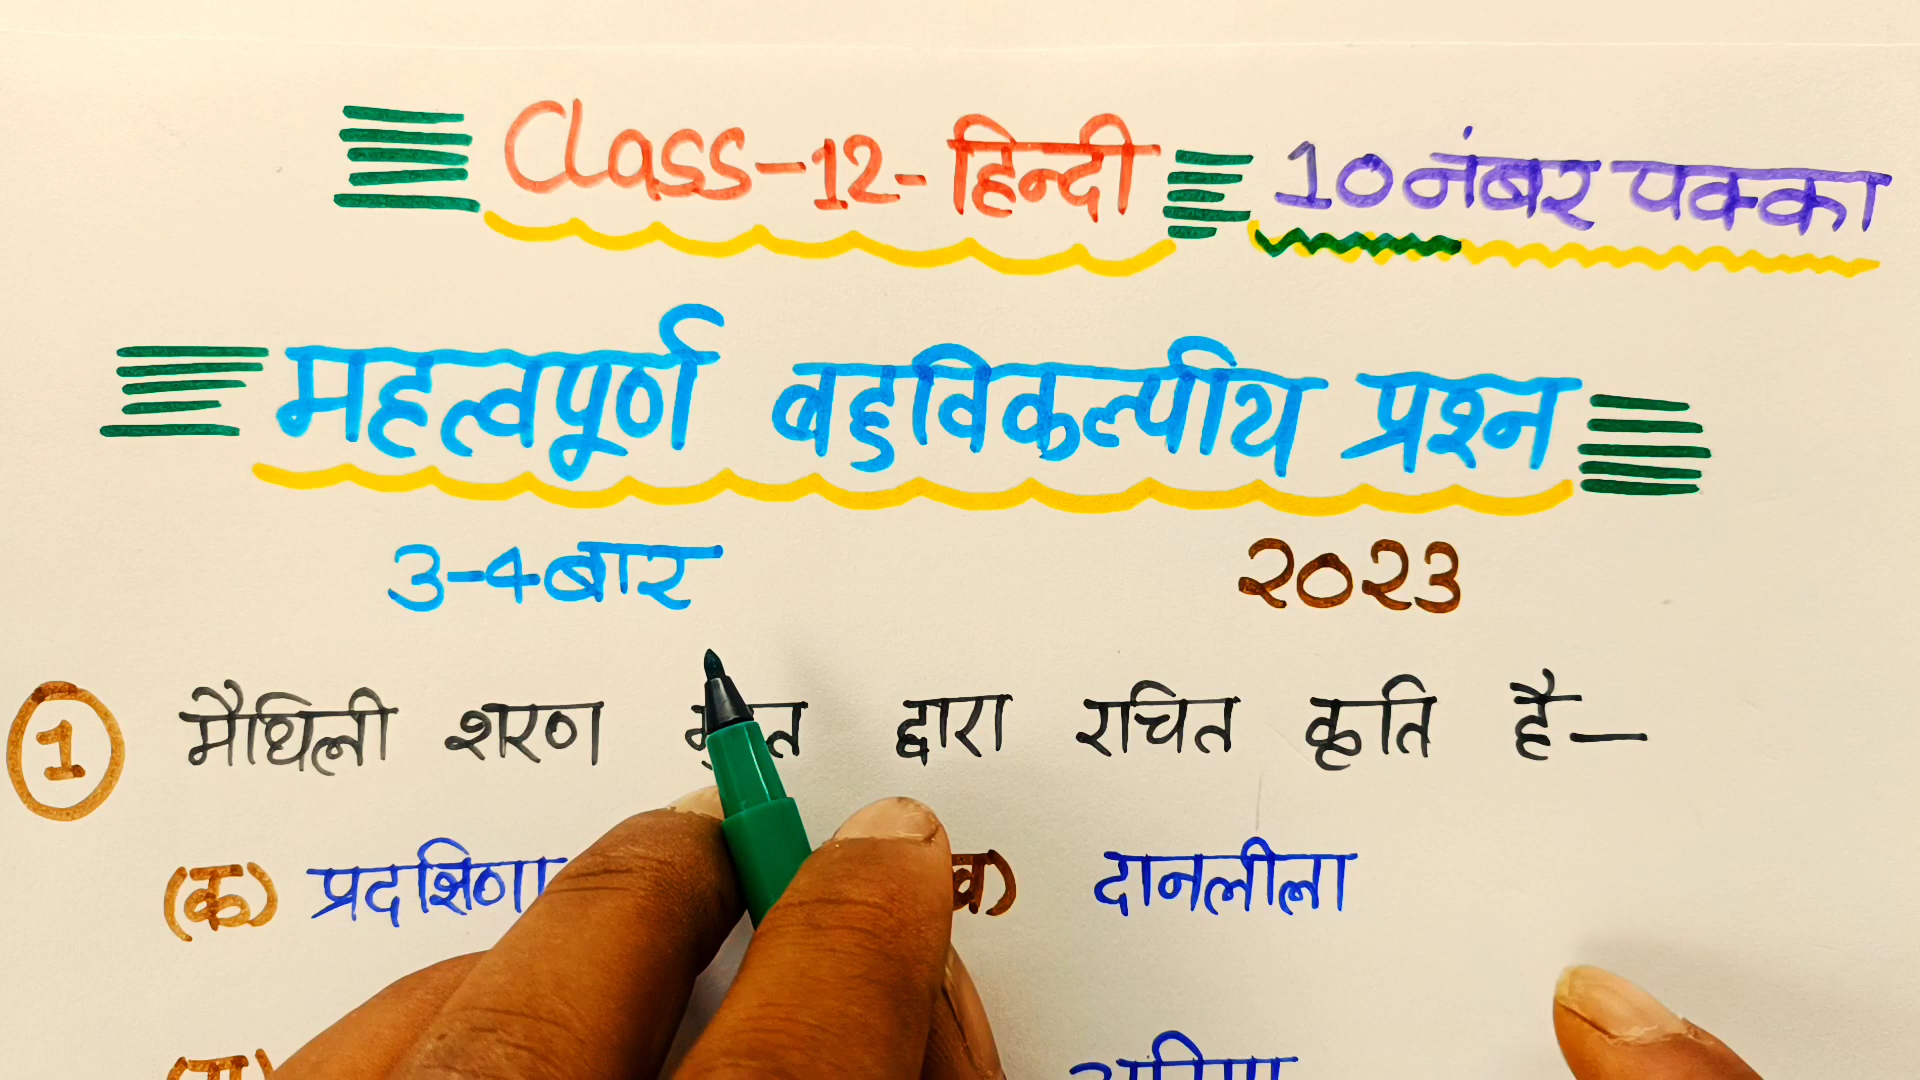 Class-12-हिन्दी 10 नंबर पक्का
महत्वपूर्ण बहुविकल्पीय प्रश्न
3-4 बार 2023
1 मैथिली शरण द्वारा रचित कृति है—
(क) प्रदक्षिणा ख) दानलीला